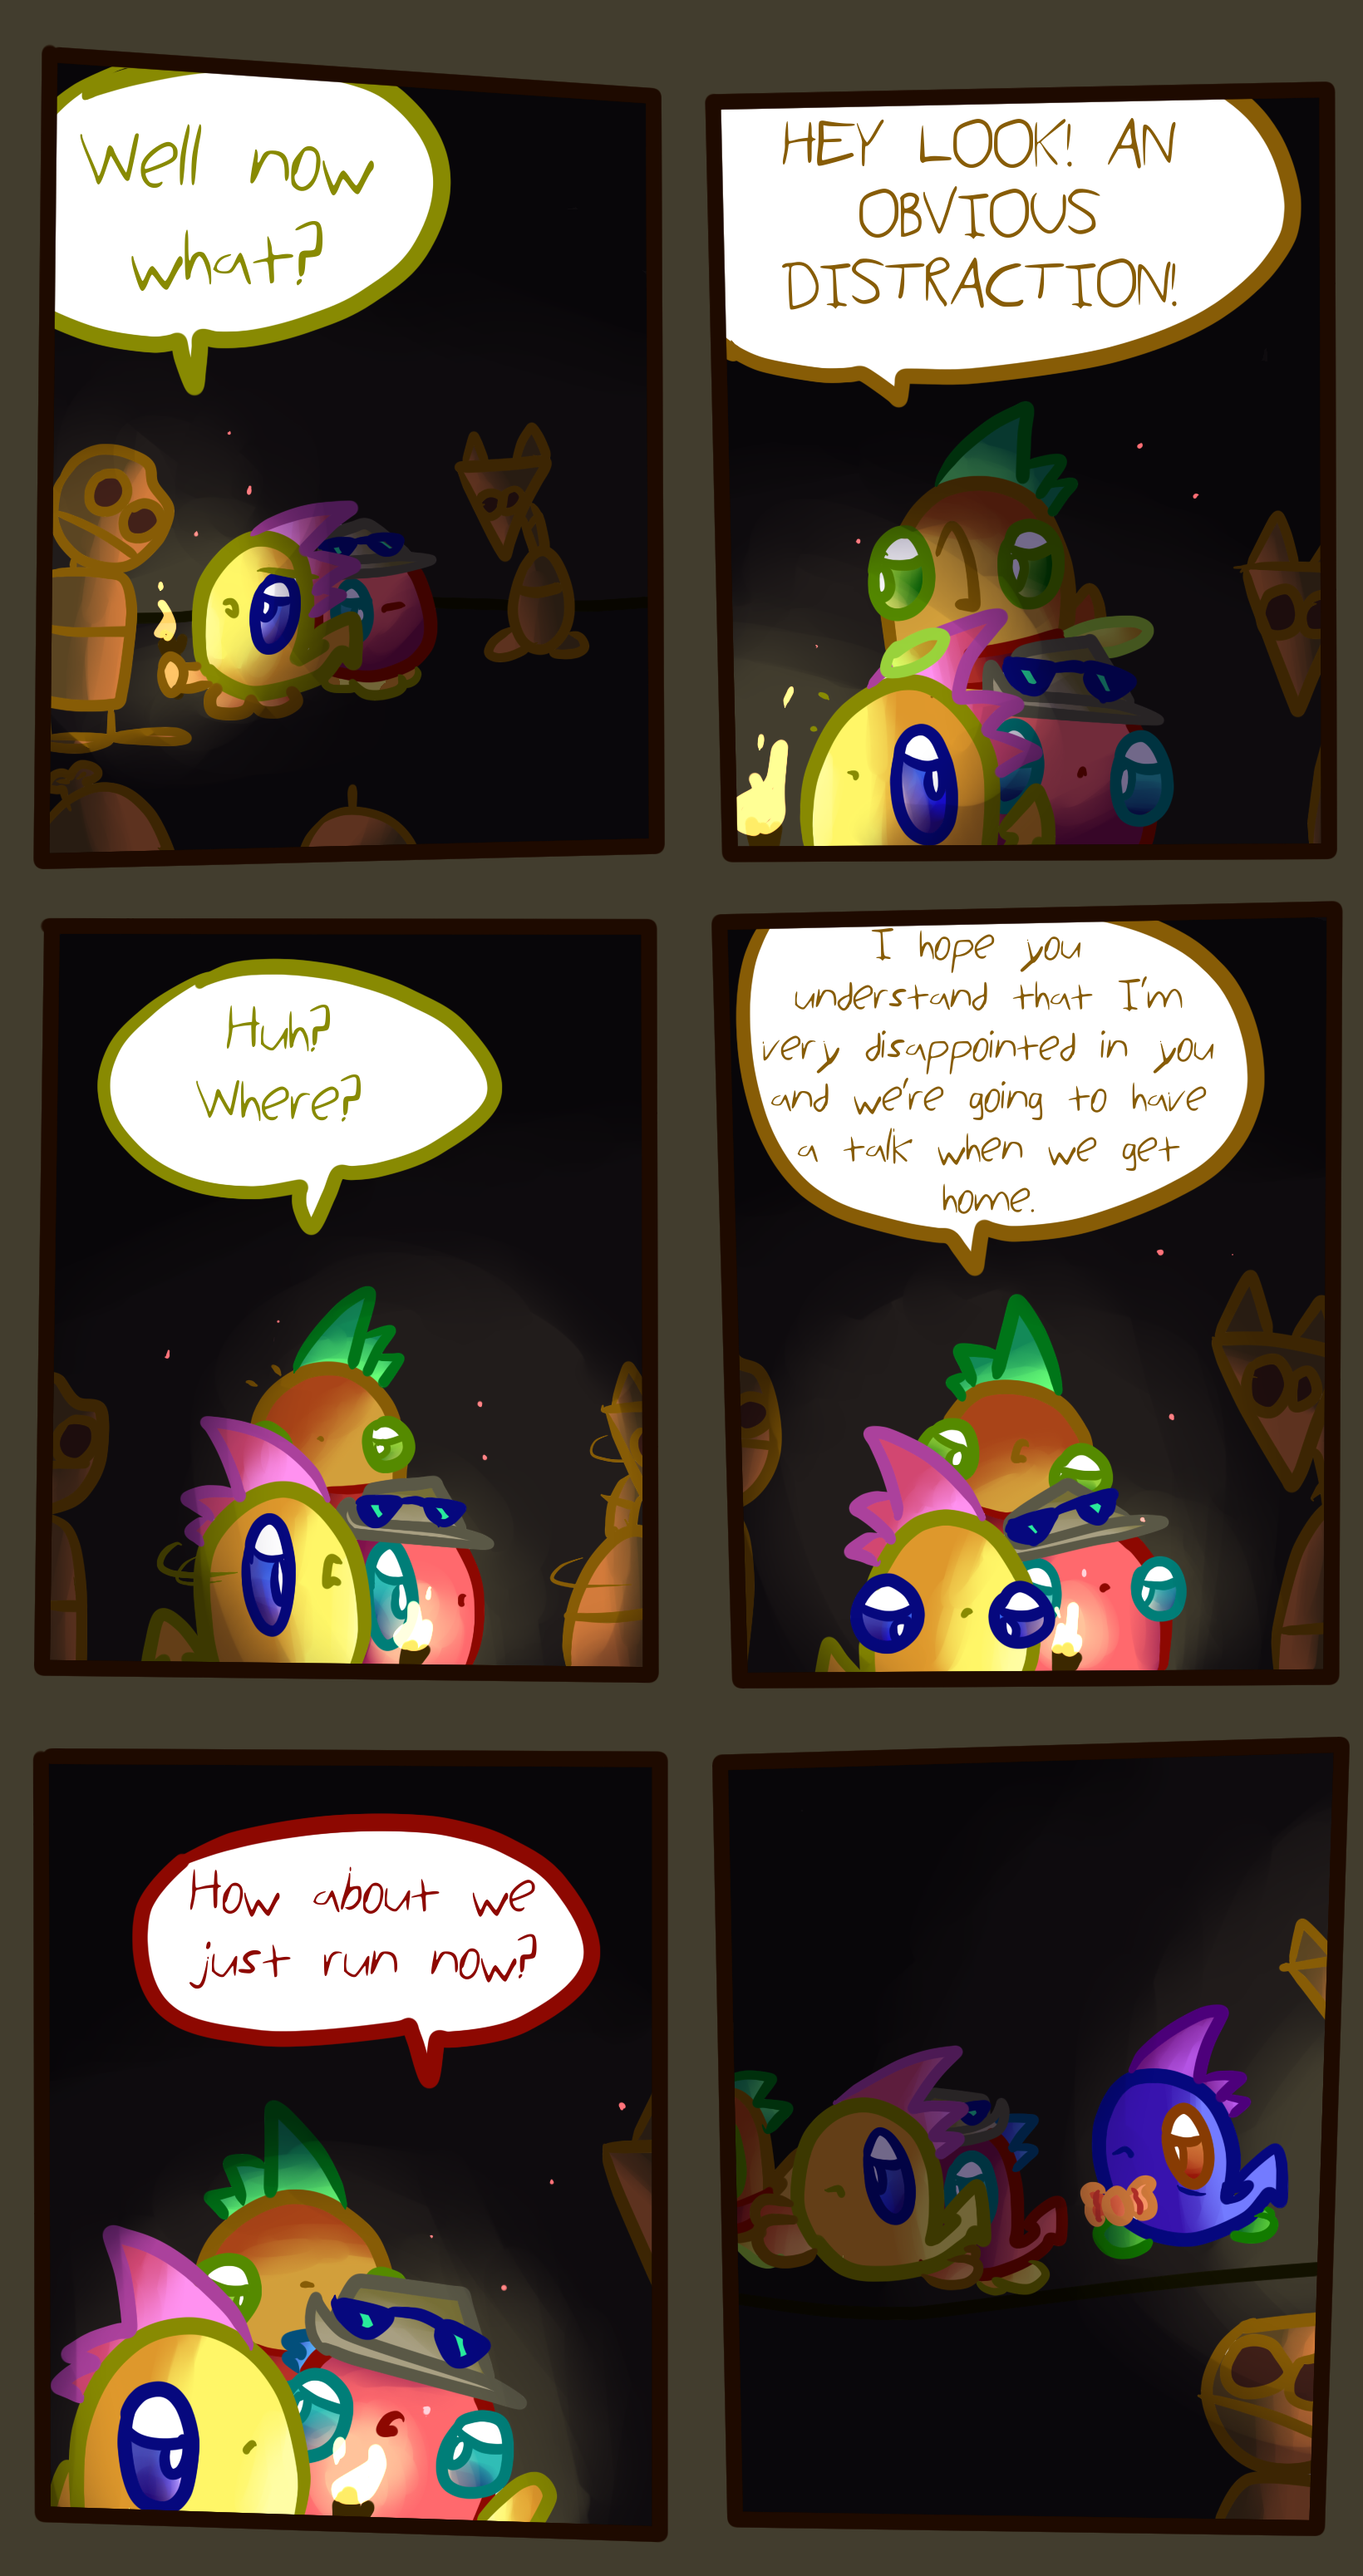 Well now
what?
HEY LOOK! AN
OBVIOUS
DISTRACTION!
Huh?
Where?
I hope you
understand that I'm
very disappointed in you
and we're going to have
a talk when we get
home.
How about we
just run now?